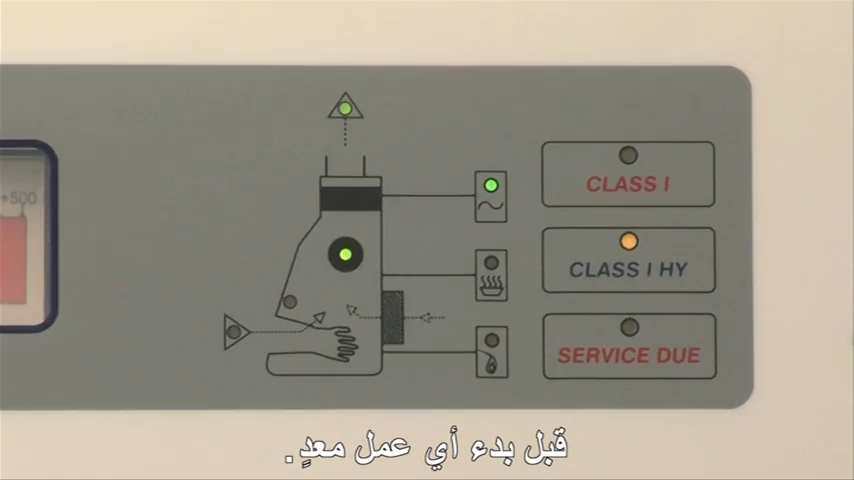 +500
CLASS I
CLASS I HY
SERVICE DUE
قبل بدء أي عمل معدٍ.